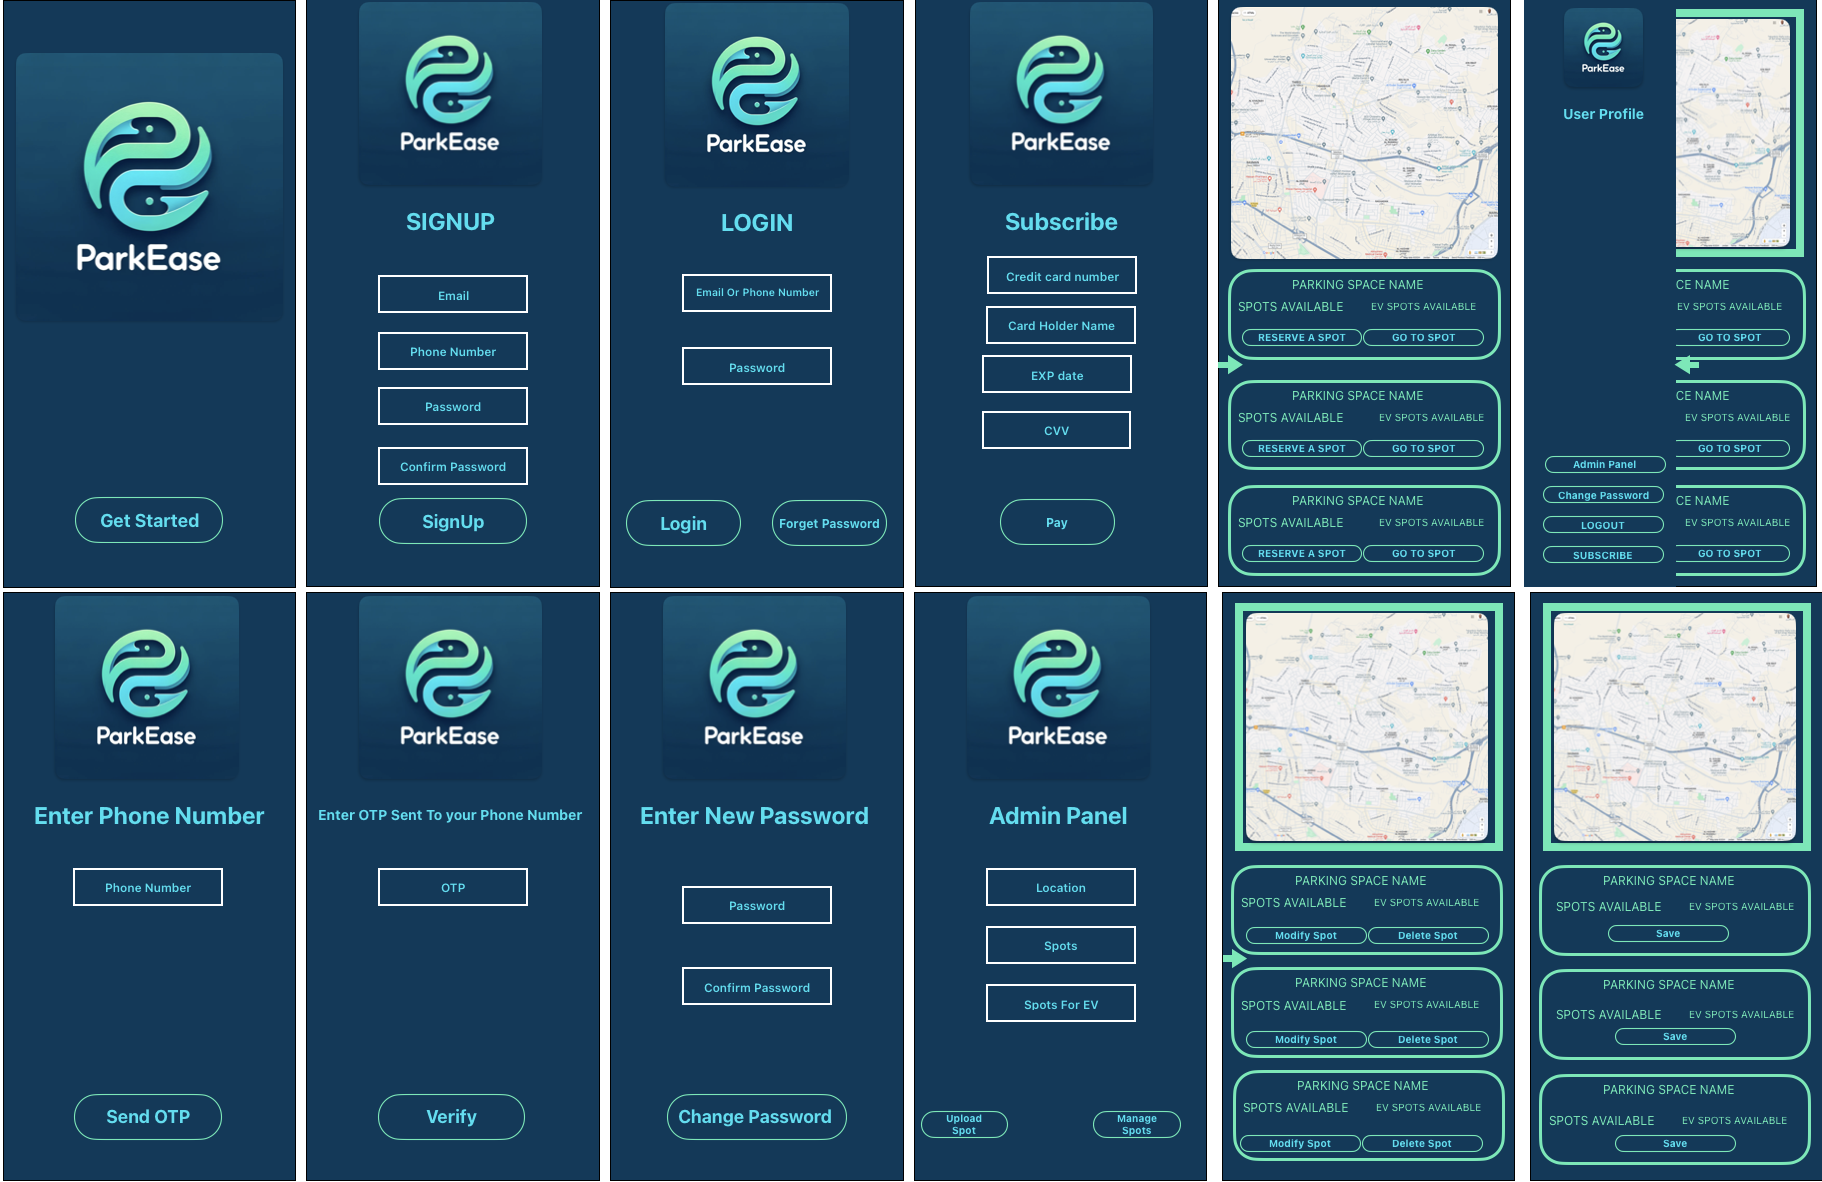 ParkEase
Get Started
ParkEase
SIGNUP
Email
Phone Number
Password
Confirm Password
SignUp
ParkEase
LOGIN
Email Or Phone Number
Password
Login
Forget Password
ParkEase
Subscribe
Credit card number
Card Holder Name
EXP date
CVV
Pay
PARKING SPACE NAME
SPOTS AVAILABLE
EV SPOTS AVAILABLE
RESERVE A SPOT
GO TO SPOT
PARKING SPACE NAME
SPOTS AVAILABLE
EV SPOTS AVAILABLE
RESERVE A SPOT
GO TO SPOT
PARKING SPACE NAME
SPOTS AVAILABLE
EV SPOTS AVAILABLE
RESERVE A SPOT
GO TO SPOT
ParkEase
User Profile
Admin Panel
Change Password
LOGOUT
SUBSCRIBE
CE NAME
EV SPOTS AVAILABLE
GO TO SPOT
CE NAME
EV SPOTS AVAILABLE
GO TO SPOT
CE NAME
EV SPOTS AVAILABLE
GO TO SPOT
ParkEase
Enter Phone Number
Phone Number
Send OTP
ParkEase
Enter OTP Sent To your Phone Number
OTP
Verify
ParkEase
Enter New Password
Password
Confirm Password
Change Password
ParkEase
Admin Panel
Location
Spots
Spots For EV
Upload
Spot
Manage
Spots
PARKING SPACE NAME
SPOTS AVAILABLE
EV SPOTS AVAILABLE
Modify Spot
Delete Spot
PARKING SPACE NAME
SPOTS AVAILABLE
EV SPOTS AVAILABLE
Modify Spot
Delete Spot
PARKING SPACE NAME
SPOTS AVAILABLE
EV SPOTS AVAILABLE
Modify Spot
Delete Spot
PARKING SPACE NAME
SPOTS AVAILABLE
EV SPOTS AVAILABLE
Save
PARKING SPACE NAME
SPOTS AVAILABLE
EV SPOTS AVAILABLE
Save
PARKING SPACE NAME
SPOTS AVAILABLE
EV SPOTS AVAILABLE
Save